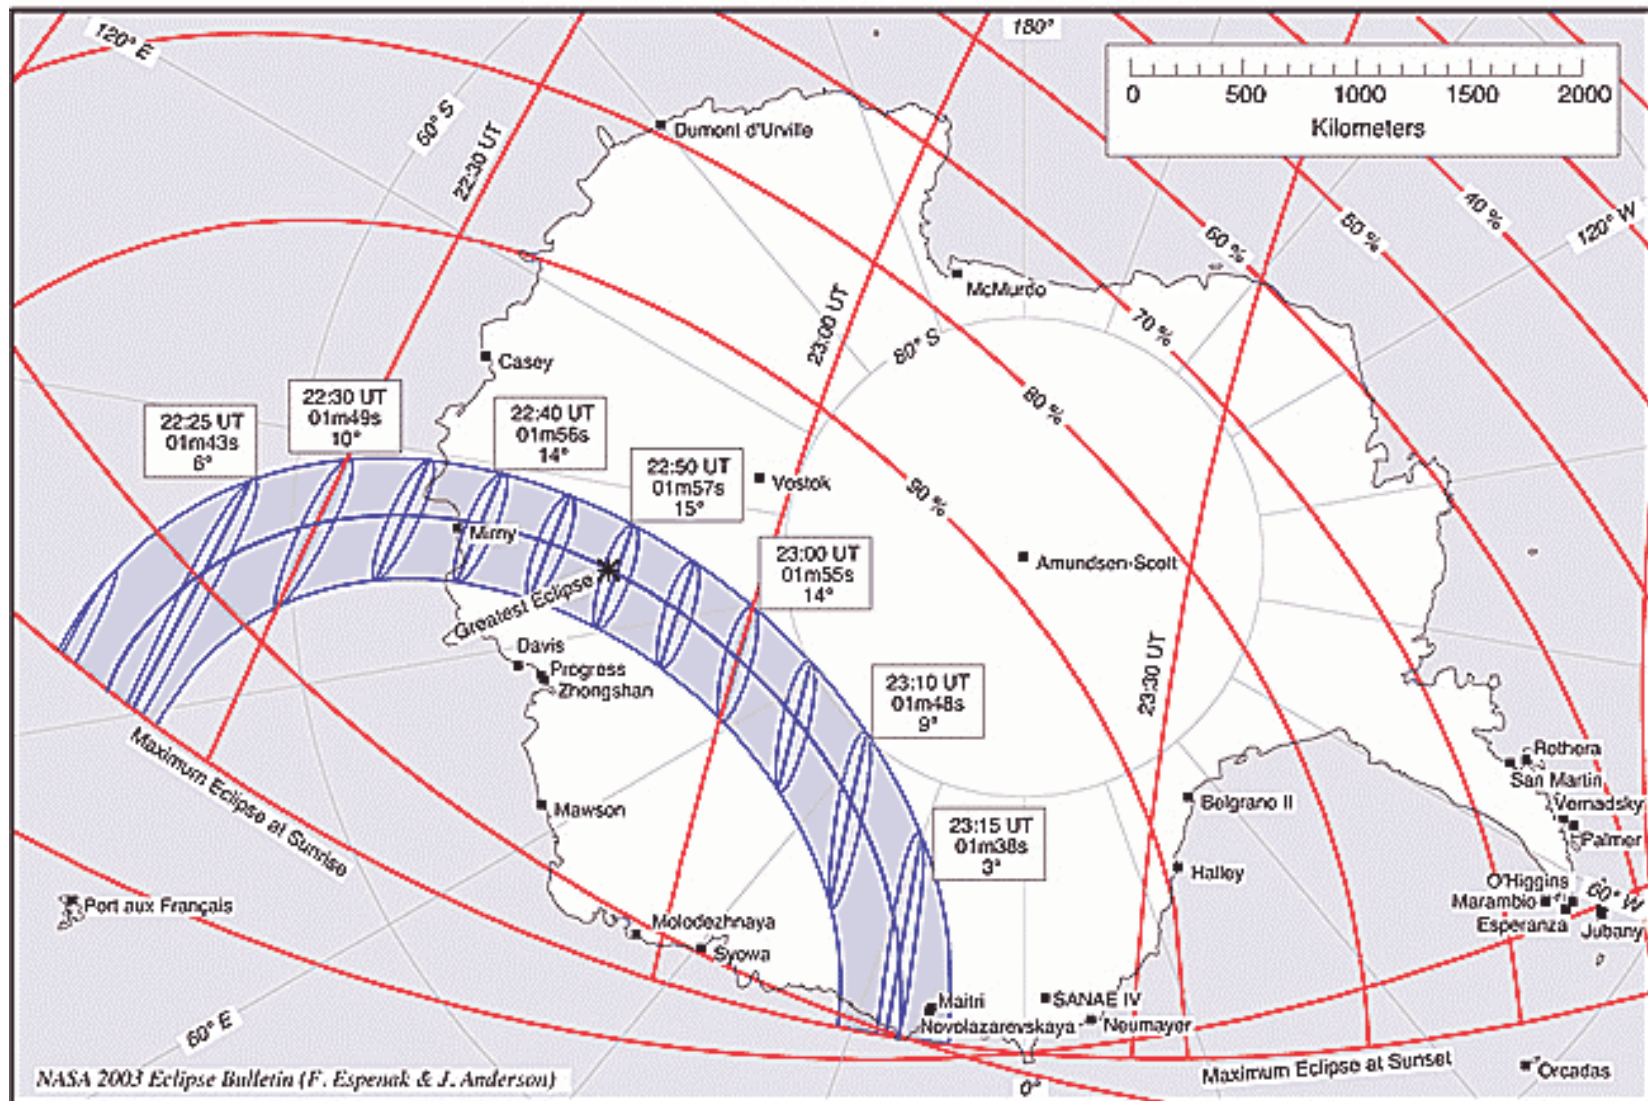 120° E
180°
0
500
1000
1500
2000
Kilometers
60° S
Dumont d'Urville
22:30 UT
40 %
50 %
60 %
120° W
McMurdo
23:00 UT
80° S
70 %
Casey
22:30 UT
01m49s
10°
22:25 UT
01m43s
6°
22:40 UT
01m56s
14°
80 %
22:50 UT
01m57s
15°
Vostok
90 %
Mirny
23:00 UT
01m55s
14°
Amundsen-Scott
Greatest Eclipse
Davis
Progress
Zhongshan
23:30 UT
23:10 UT
01m48s
9°
Maximum Eclipse at Sunrise
Rothera
San Martin
Vernadsky
Palmer
Mawson
Belgrano II
23:15 UT
01m38s
3°
Halley
O'Higgins
Marambio
Esperanza
60° W
Jubany
Port aux Français
Molodezhnaya
Syowa
Maitri
SANAE IV
Novolazarevskaya
Neumayer
60° E
Maximum Eclipse at Sunset
Orcadas
0°
NASA 2003 Eclipse Bulletin (F. Espenak & J. Anderson)